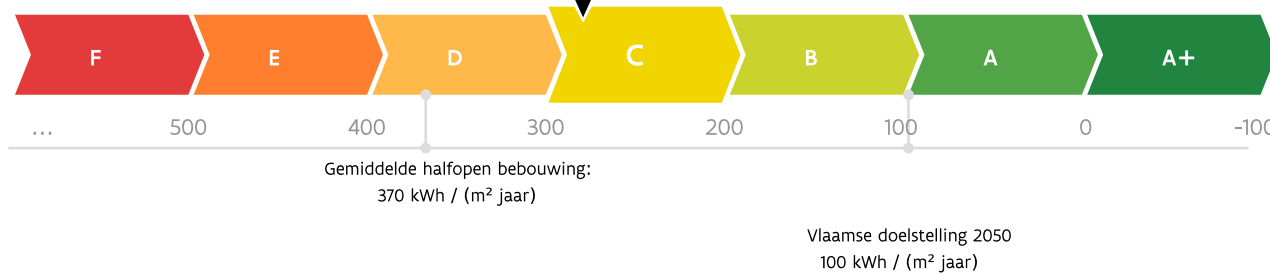 F E D C B A A+
... 500 400 300 200 100 0 -100
Gemiddelde halfopen bebouwing:
370 kWh / (m² jaar)
Vlaamse doelstelling 2050
100 kWh / (m² jaar)